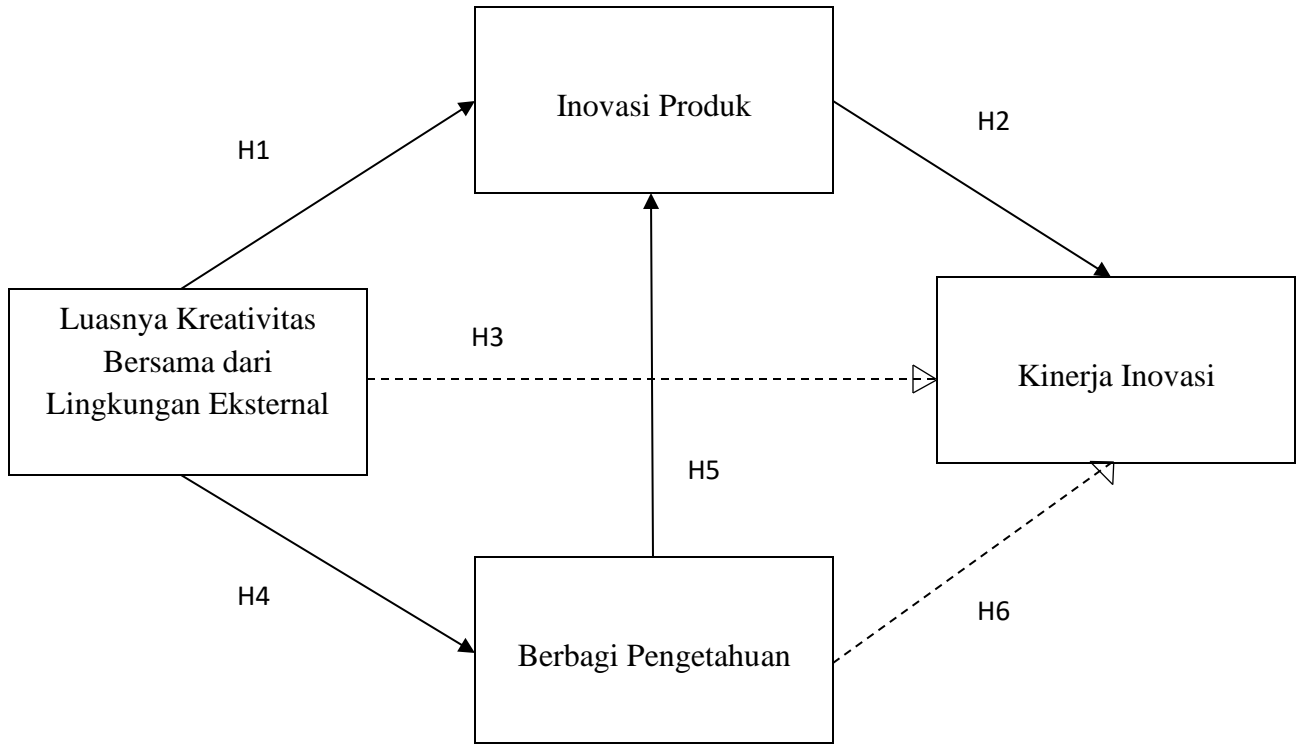 Inovasi Produk
H2
H1
Luasnya Kreativitas
Bersama dari
Lingkungan Eksternal
H3
Kinerja Inovasi
H5
H4
H6
Berbagi Pengetahuan